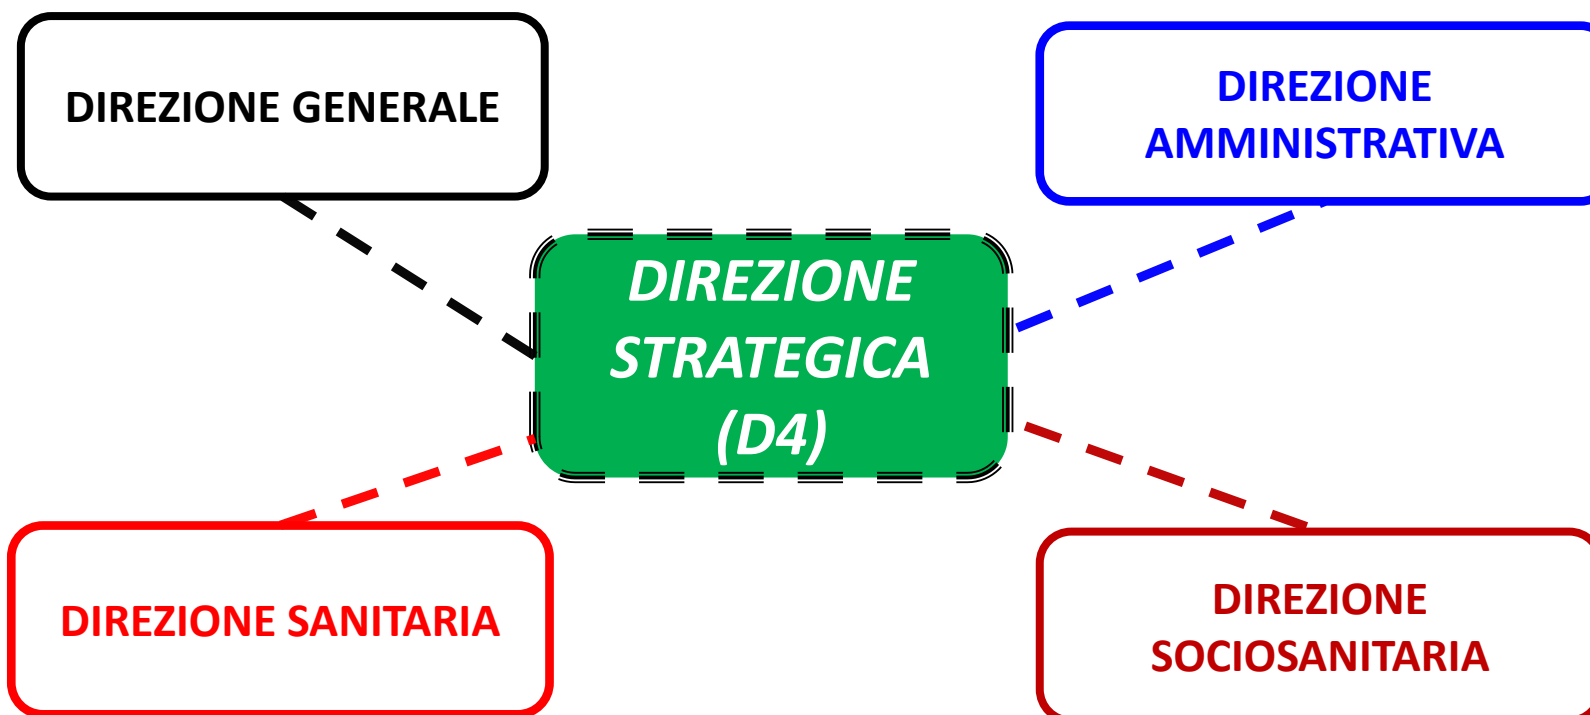 DIREZIONE GENERALE
DIREZIONE
AMMINISTRATIVA
DIREZIONE
STRATEGICA
(D4)
DIREZIONE SANITARIA
DIREZIONE
SOCIOSANITARIA